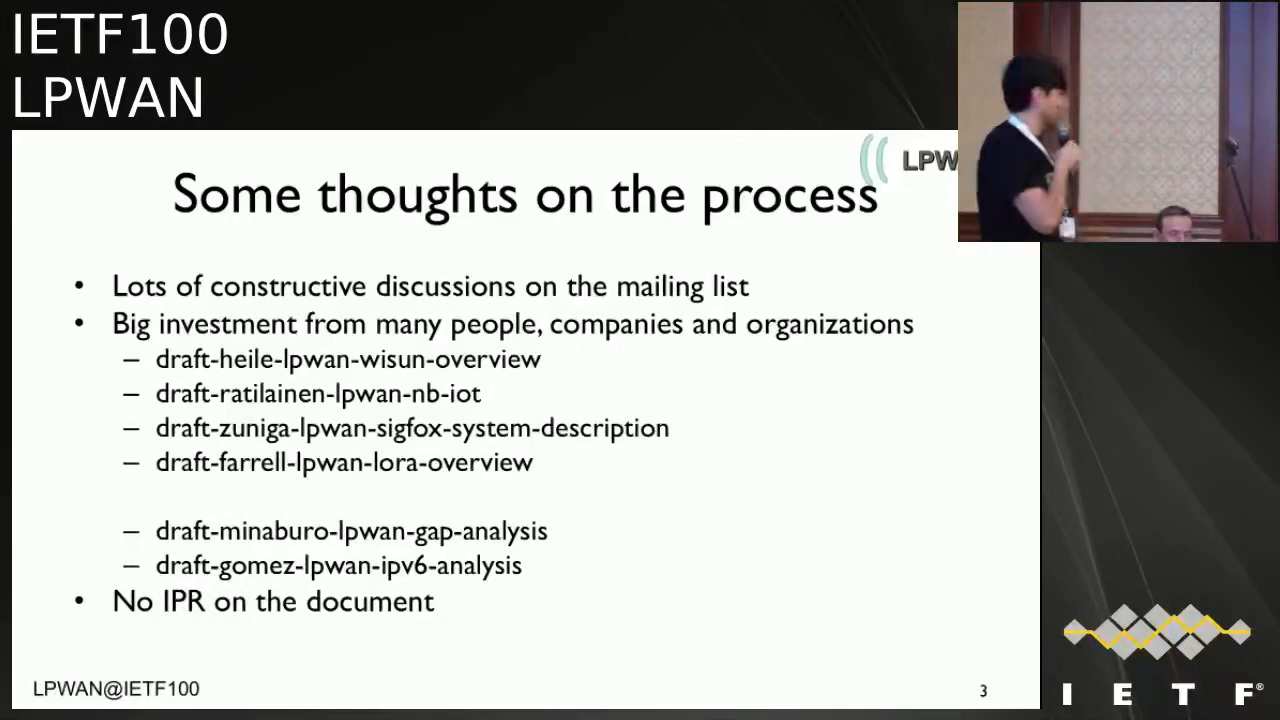 IETF100
LPWAN
LPW
Some thoughts on the process
• Lots of constructive discussions on the mailing list
• Big investment from many people, companies and organizations
– draft-heile-lpwan-wisun-overview
– draft-ratilainen-lpwan-nb-iot
– draft-zuniga-lpwan-sigfox-system-description
– draft-farrell-lpwan-lora-overview
– draft-minaburo-lpwan-gap-analysis
– draft-gomez-lpwan-ipv6-analysis
• No IPR on the document
LPWAN@IETF100
3
I E T F®